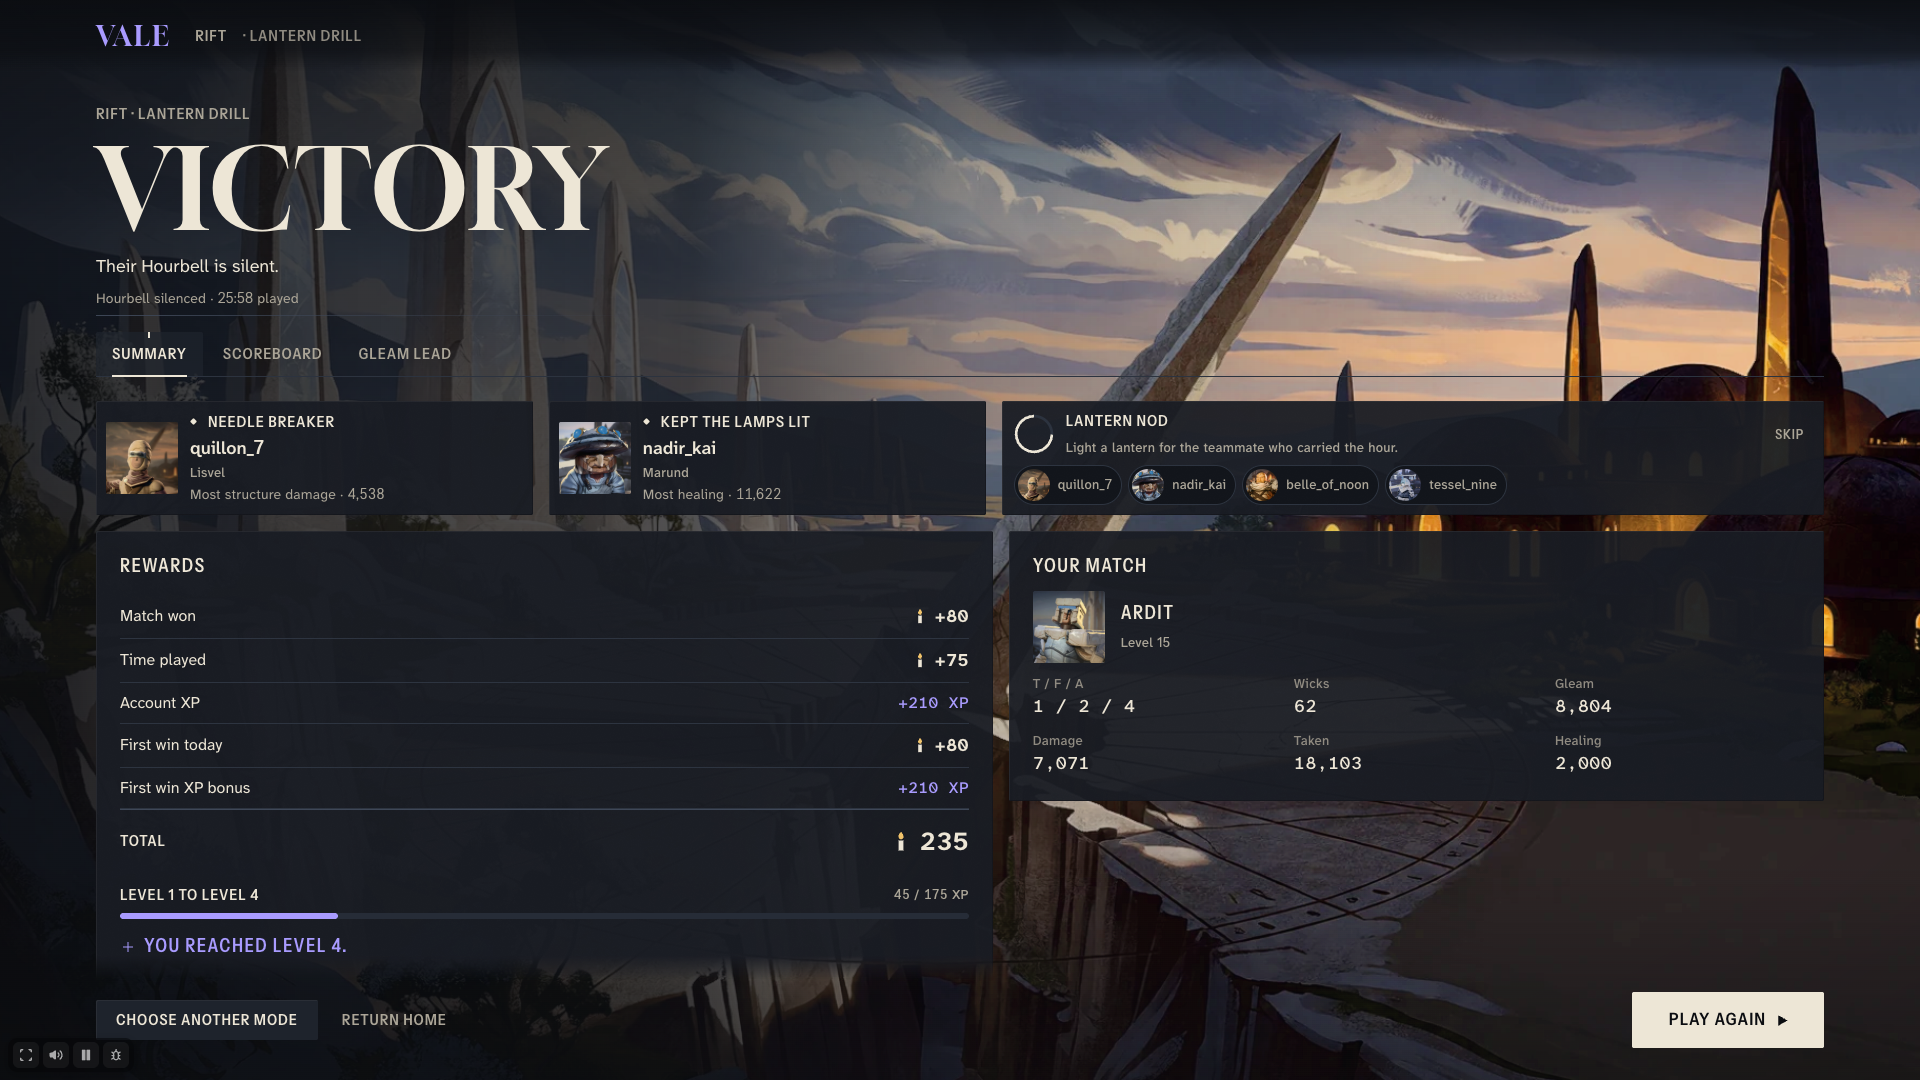 VALE RIFT · LANTERN DRILL
RIFT · LANTERN DRILL
VICTORY
Their Hourbell is silent.
Hourbell silenced · 25:58 played
SUMMARY SCOREBOARD GLEAM LEAD
NEEDLE BREAKER
quillon_7
Lisvel
Most structure damage · 4,538
KEPT THE LAMPS LIT
nadir_kai
Marund
Most healing · 11,622
LANTERN NOD
Light a lantern for the teammate who carried the hour.
SKIP
quillon_7 nadir_kai belle_of_noon tessel_nine
REWARDS
Match won +80
Time played +75
Account XP +210 XP
First win today +80
First win XP bonus +210 XP
TOTAL 235
LEVEL 1 TO LEVEL 4 45 / 175 XP
+ YOU REACHED LEVEL 4.
YOUR MATCH
ARDIT
Level 15
T / F / A Wicks Gleam
1 / 2 / 4 62 8,804
Damage Taken Healing
7,071 18,103 2,000
CHOOSE ANOTHER MODE RETURN HOME PLAY AGAIN